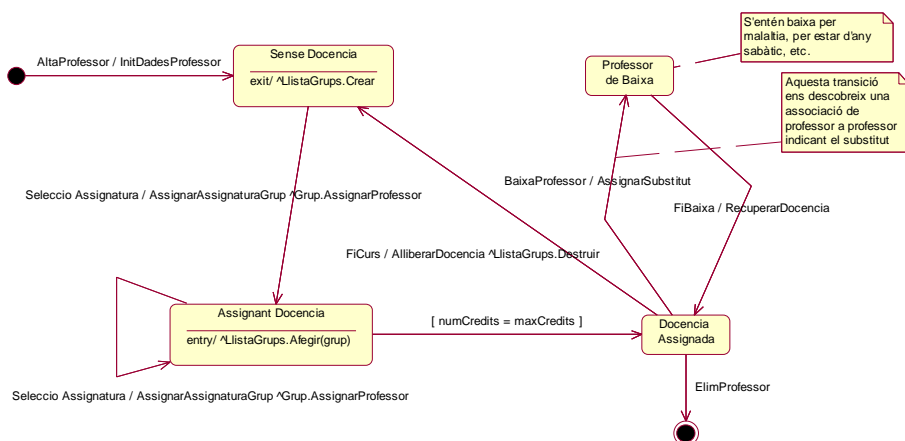 S'entén baixa per
malaltia, per estar d'any
sabàtic, etc.
Sense Docencia
exit/ ^LlistaGrups.Crear
AltaProfessor / InitDadesProfessor
Professor
de Baixa
Aquesta transició
ens descobreix una
associació de
professor a professor
indicant el substitut
BaixaProfessor / AssignarSubstitut
Seleccio Assignatura / AssignarAssignaturaGrup ^Grup.AssignarProfessor
FiBaixa / RecuperarDocencia
FiCurs / AlliberarDocencia ^LlistaGrups.Destruir
Assignant Docencia
entry/ ^LlistaGrups.Afegir(grup)
[ numCredits = maxCredits ]
Docencia
Assignada
ElimProfessor
Seleccio Assignatura / AssignarAssignaturaGrup ^Grup.AssignarProfessor